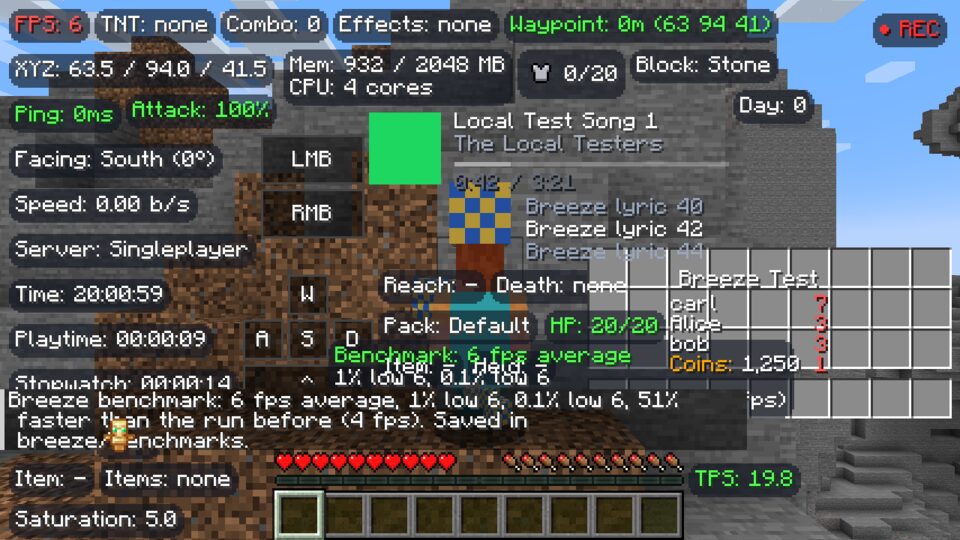 FPS: 6
TNT: none
Combo: 0
Effects: none
Waypoint: 0m (63 94 41)
REC
XYZ: 63.5 / 94.0 / 41.5
Mem: 932 / 2048 MB
CPU: 4 cores
0/20
Block: Stone
Ping: 0ms
Attack: 100%
Day: 0
Local Test Song 1
The Local Testers
0:42 / 3:21
Facing: South (0°)
LMB
RMB
Speed: 0.00 b/s
Breeze lyric 40
Breeze lyric 42
Breeze lyric 44
Server: Singleplayer
Breeze Test
carl 7
Alice 3
bob 3
Coins: 1,250 1
Reach: -
Death: none
Time: 20:00:59
W
A
S
D
Pack: Default
HP: 20/20
Playtime: 00:00:09
Benchmark: 6 fps average
1% low 6, 0.1% low 6
Item: -
Held: -
Stopwatch: 00:00:14
Breeze benchmark: 6 fps average, 1% low 6, 0.1% low 6, 51%
faster than the run before (4 fps). Saved in
breeze/benchmarks.
fps)
Item: -
Items: none
TPS: 19.8
Saturation: 5.0